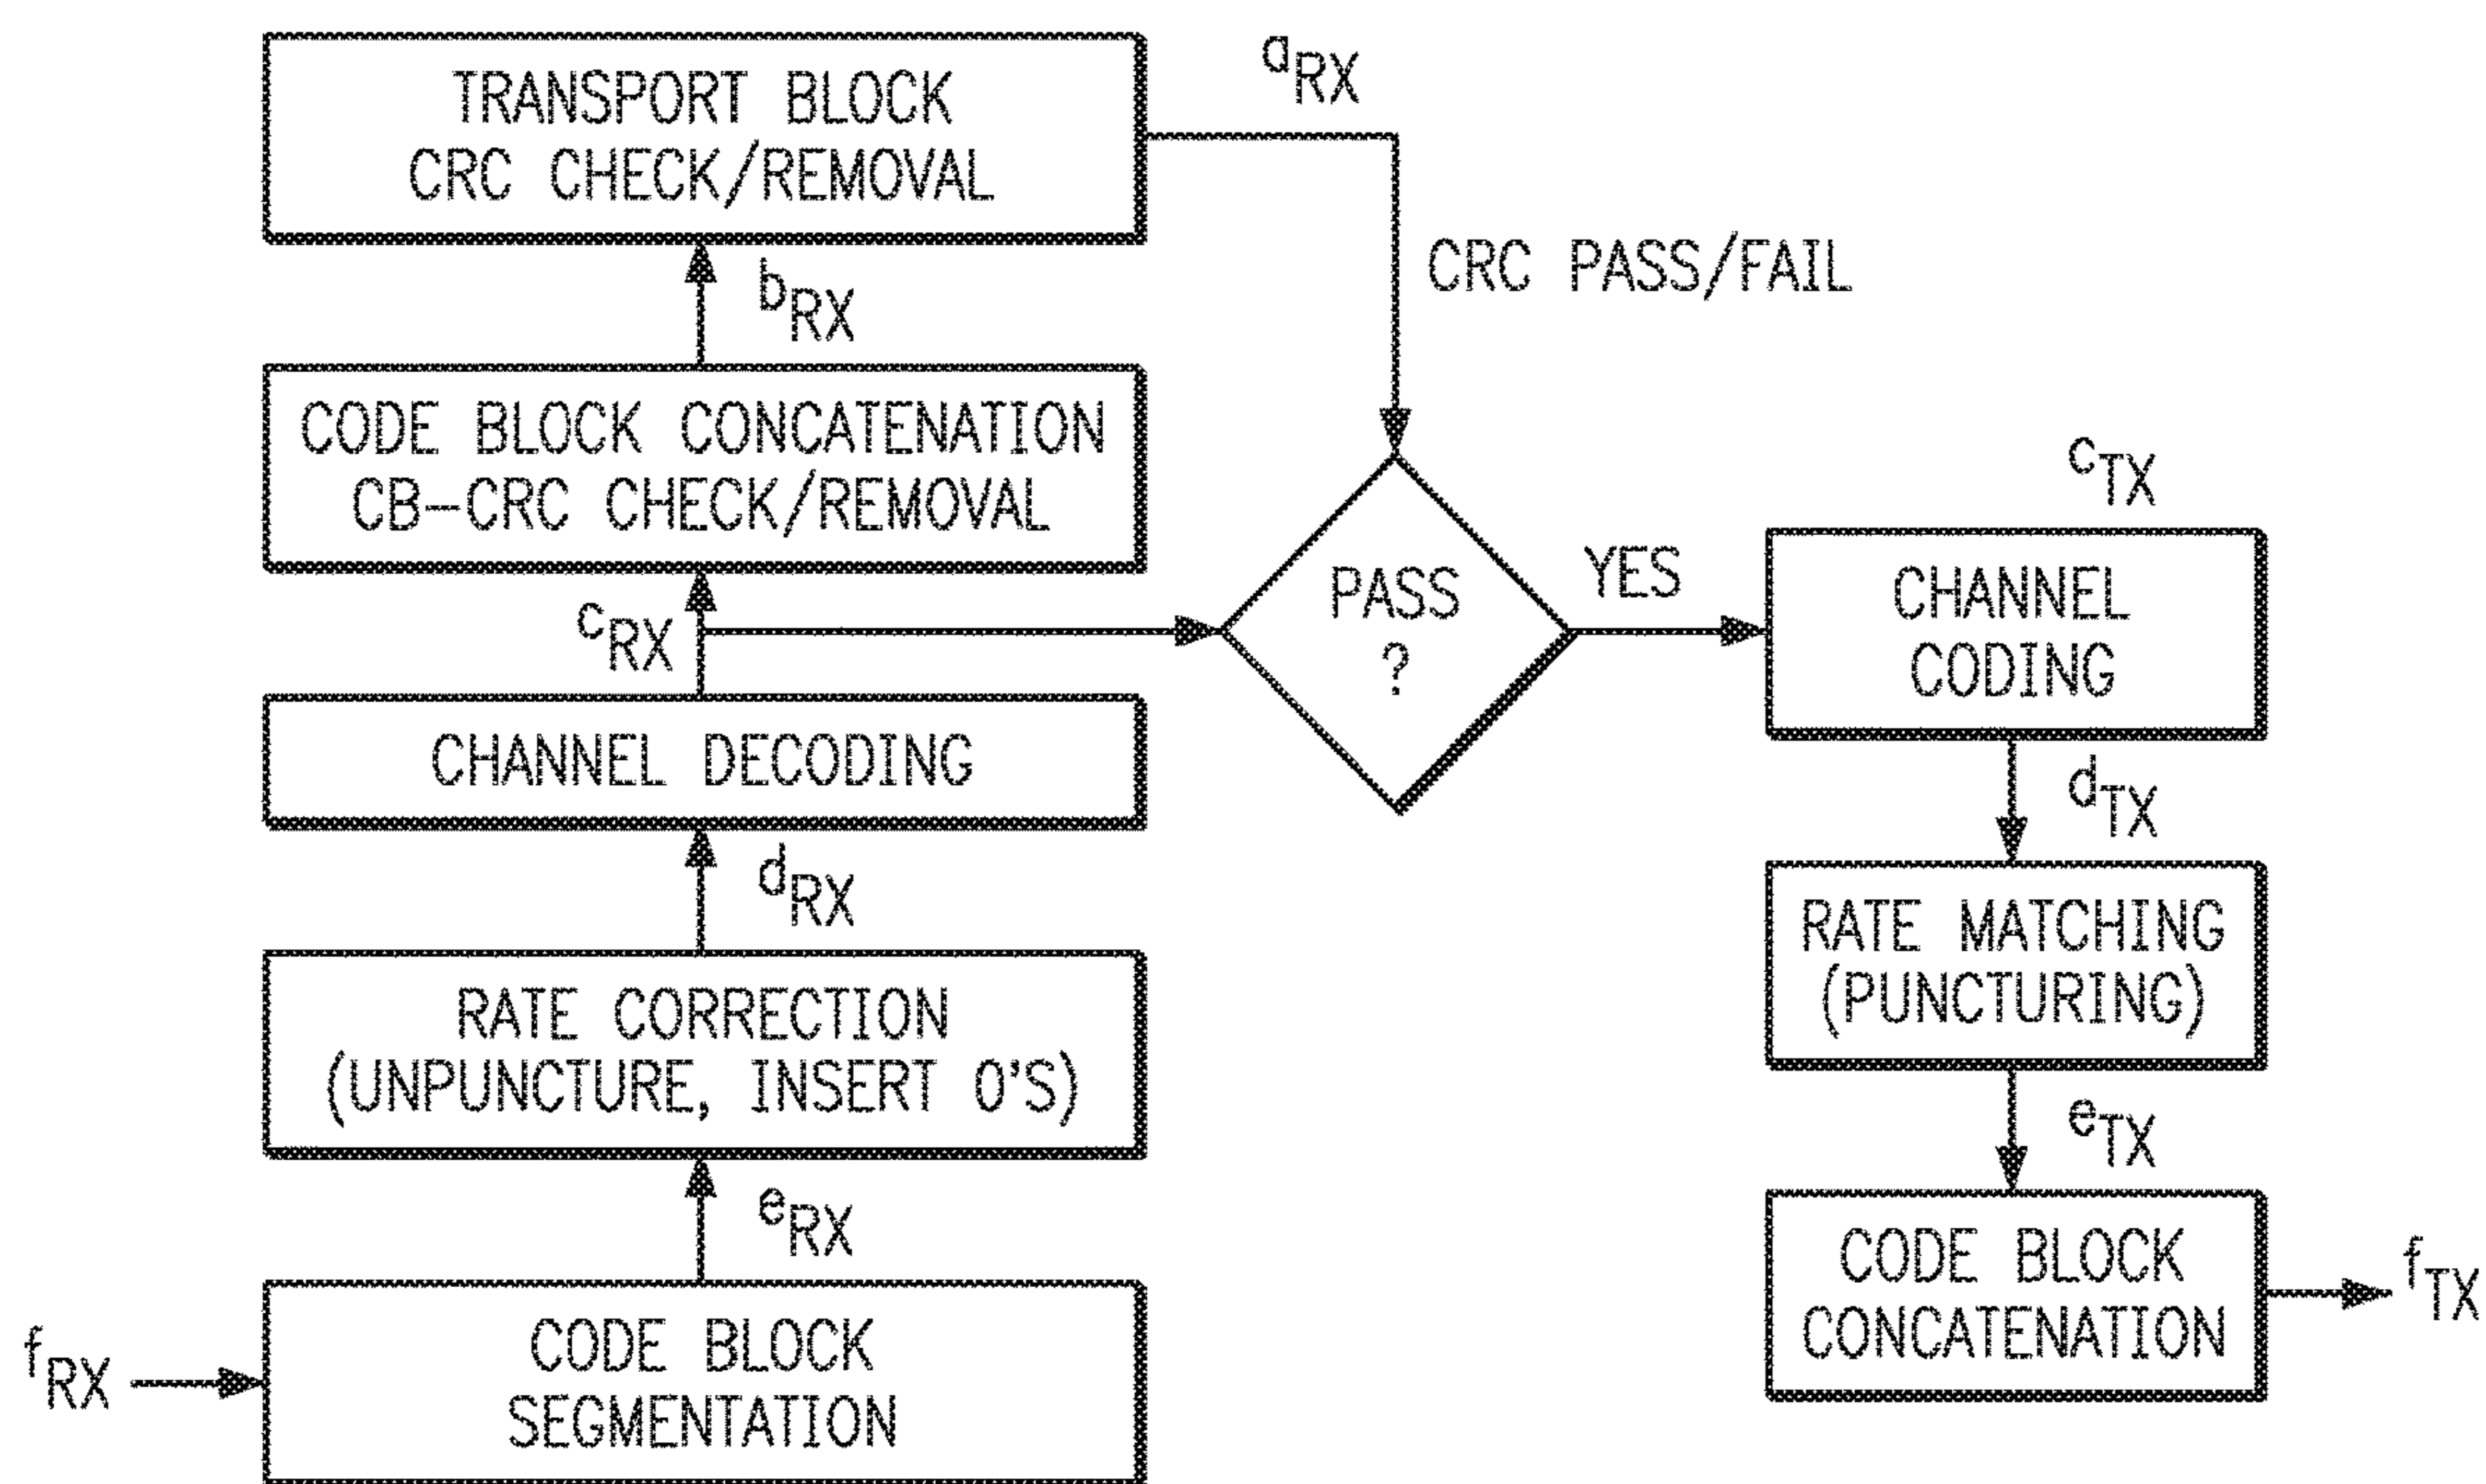 TRANSPORT BLOCK
CRC CHECK/REMOVAL
aRX
CRC PASS/FAIL
bRX
CODE BLOCK CONCATENATION
CB-CRC CHECK/REMOVAL
cRX
PASS
?
YES
cTX
CHANNEL
CODING
CHANNEL DECODING
dTX
dRX
RATE MATCHING
(PUNCTURING)
RATE CORRECTION
(UNPUNCTURE, INSERT 0'S)
eTX
eRX
CODE BLOCK
CONCATENATION
fTX
fRX
CODE BLOCK
SEGMENTATION